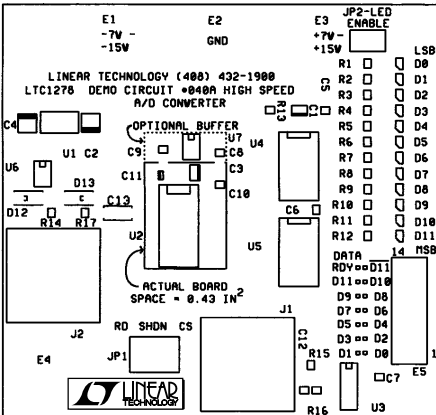 E1 E2 E3 JP2-LED
ENABLE
-7W - GND +7W -
-15W +15W
LSB
LINEAR TECHNOLOGY (408) 432-1900
LTC1278 DEMO CIRCUIT *040A HIGH SPEED
A/D CONVERTER
R1 D0
R2 D1
R3 D2
R4 D3
R5 D4
R6 D5
R7 D6
R8 D7
R9 D8
R10 D9
R11 D10
R12 D11
MSB
C5
R13 C1
C4
U1 C2
OPTIONAL BUFFER
U7
C9 C8
U4
U6
C11 C3
C10
D13
D12
C13
R14 R17
C6
U2
U5
ACTUAL BOARD
SPACE = 0.43 IN2
DATA 14
RDY D11
D11 D10
D9 D8
D7 D6
D5 D4
D3 D2
D1 D0
E5 1
J2
J1
E4
RD SHDN CS
JP1
C12
R15
R16
U3
C7
LT LINEAR
TECHNOLOGY